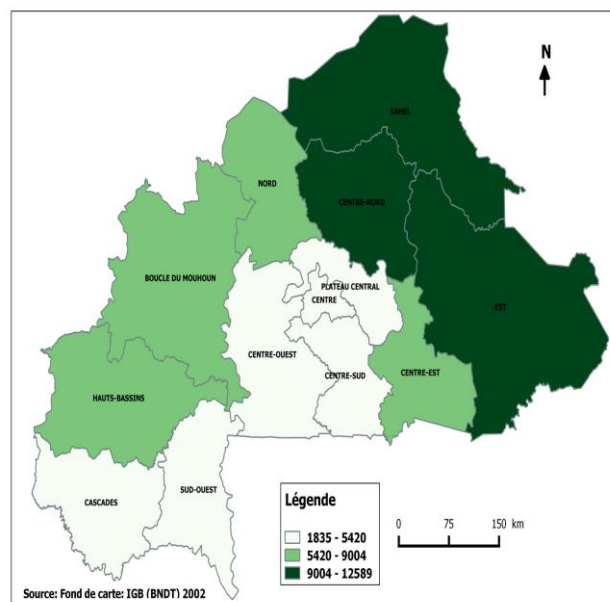 N
SAHEL
NORD
CENTRE-NORD
BOUCLE DU MOUHOUN
PLATEAU CENTRAL
CENTRE
EST
CENTRE-OUEST
CENTRE-SUD
CENTRE-EST
HAUTS-BASSINS
SUD-OUEST
CASCADES
Légende
1835 - 5420
5420 - 9004
9004 - 12589
0 75 150 km
Source: Fond de carte: IGB (BNDT) 2002